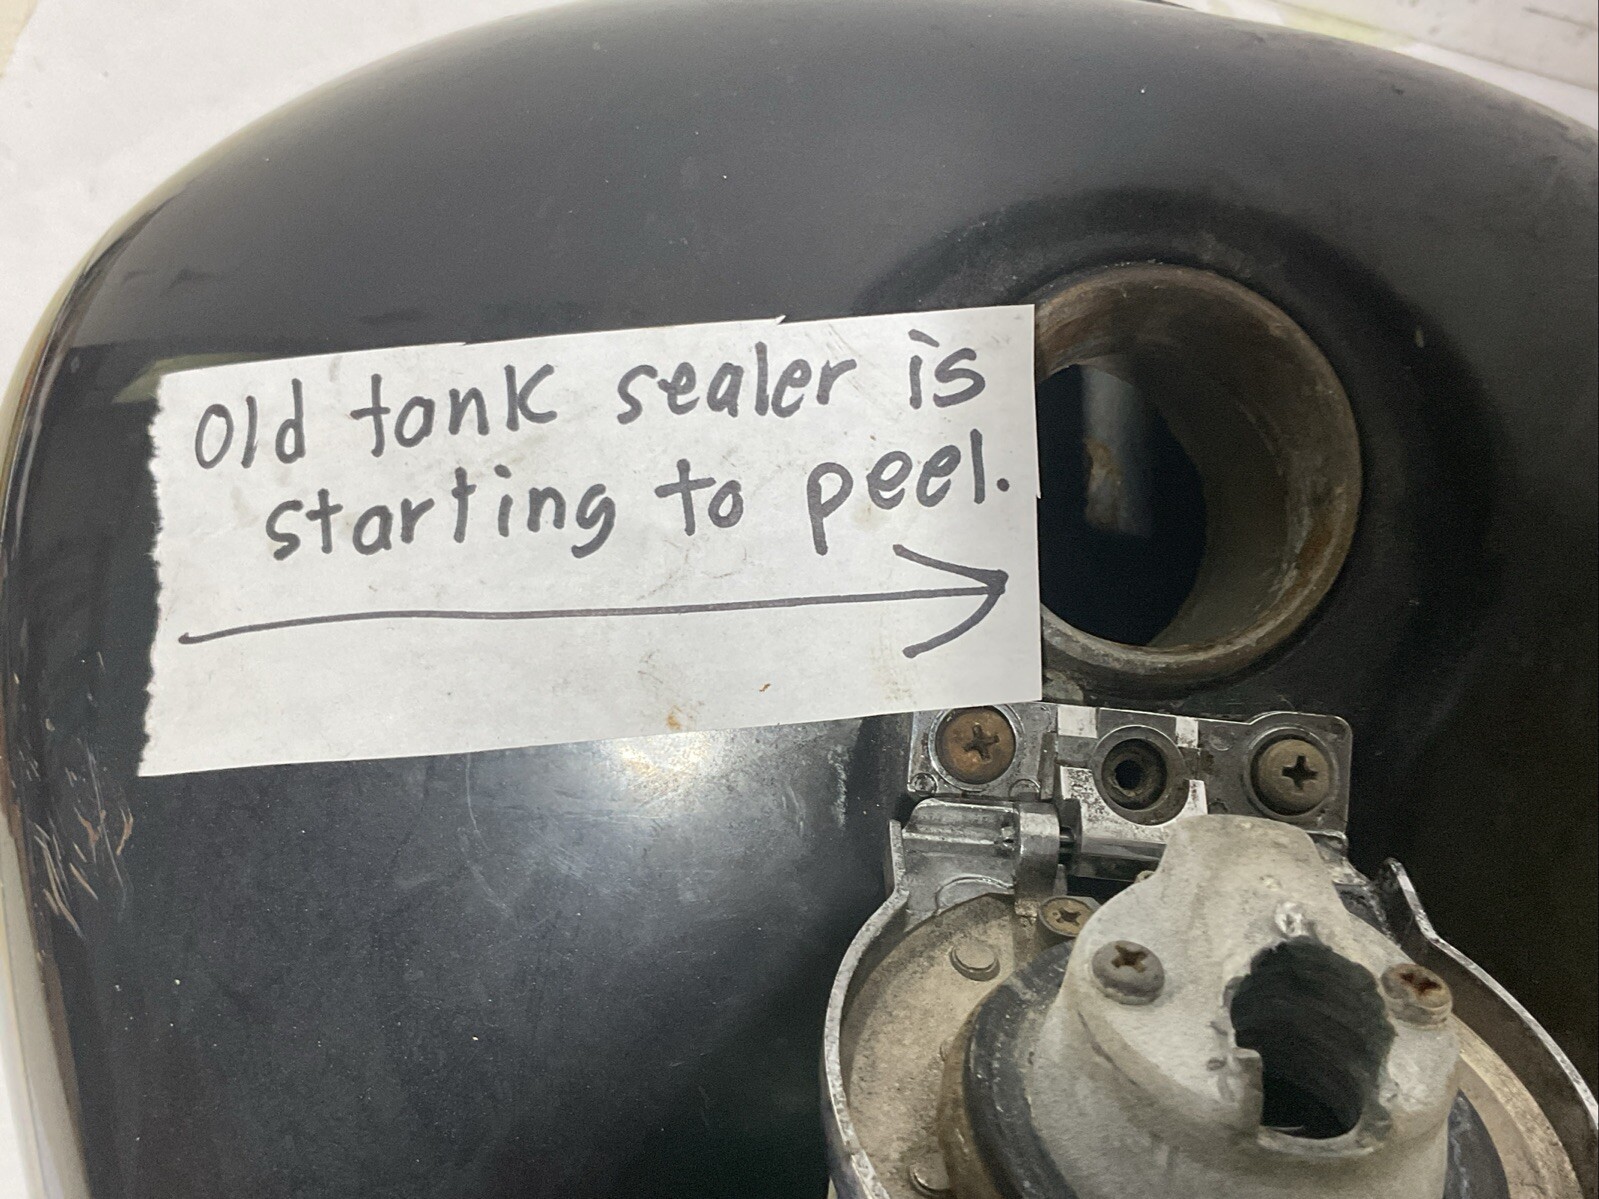 Old tank sealer is
starting to peel.